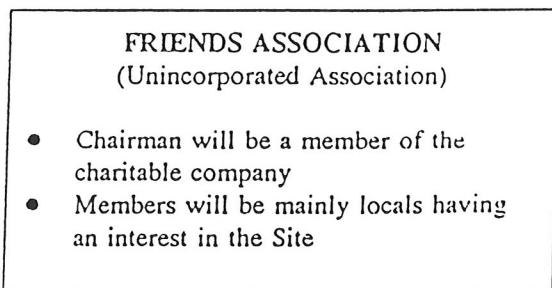 FRIENDS ASSOCIATION
(Unincorporated Association)
• Chairman will be a member of the
charitable company
• Members will be mainly locals having
an interest in the Site